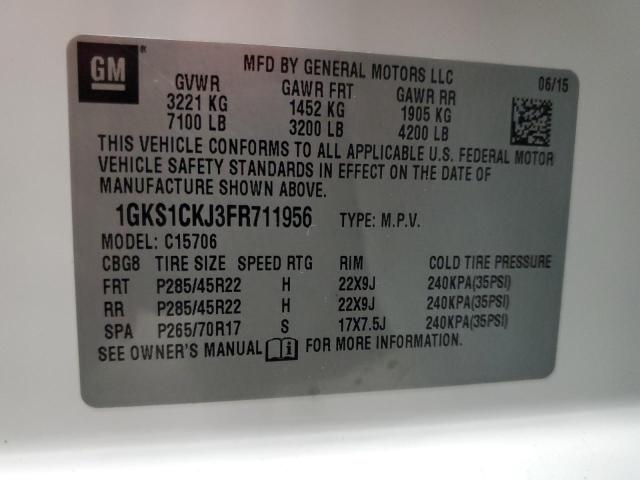 GM®
MFD BY GENERAL MOTORS LLC
06/15
GVWR GAWR FRT GAWR RR
3221 KG 1452 KG 1905 KG
7100 LB 3200 LB 4200 LB
THIS VEHICLE CONFORMS TO ALL APPLICABLE U.S. FEDERAL MOTOR
VEHICLE SAFETY STANDARDS IN EFFECT ON THE DATE OF
MANUFACTURE SHOWN ABOVE.
1GKS1CKJ3FR711956 TYPE: M.P.V.
MODEL: C15706
CBG8 TIRE SIZE SPEED RTG RIM COLD TIRE PRESSURE
FRT P285/45R22 H 22X9J 240KPA(35PSI)
RR P285/45R22 H 22X9J 240KPA(35PSI)
SPA P265/70R17 S 17X7.5J 240KPA(35PSI)
SEE OWNER'S MANUAL FOR MORE INFORMATION.